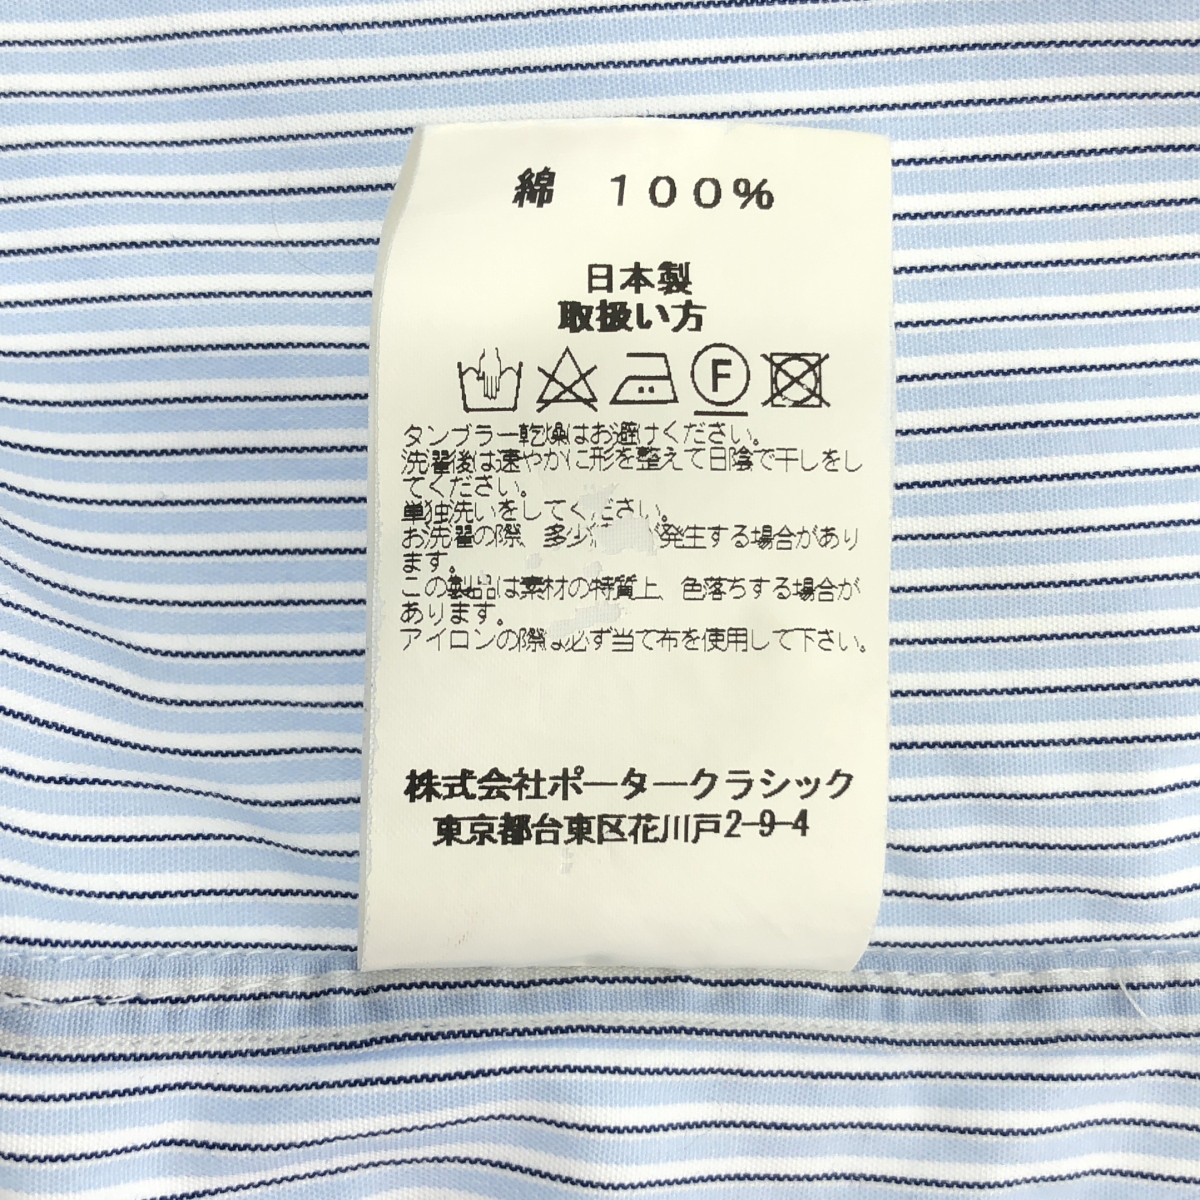 綿 100%
日本製
取扱い方
F
タンブラー乾燥はお避けください。
洗濯後は速やかに形を整えて日陰で干しをし
てください。
単独洗いをしてください。
お洗濯の際、多少 が発生する場合があり
ます。
この製品は素材の特質上、色落ちする場合が
あります。
アイロンの際は必ず当て布を使用して下さい。
株式会社ポータークラシック
東京都台東区花川戸2-9-4